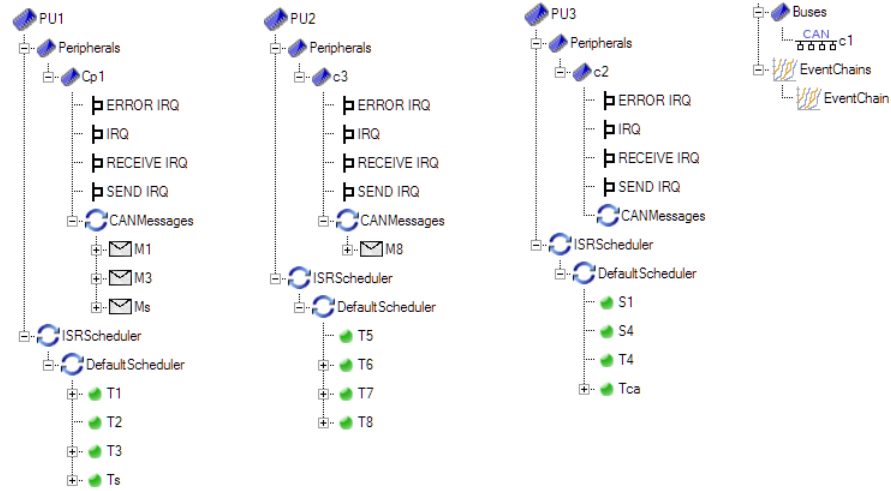 PU1
Peripherals
Cp1
ERROR IRQ
IRQ
RECEIVE IRQ
SEND IRQ
CANMessages
M1
M3
Ms
ISRScheduler
DefaultScheduler
T1
T2
T3
Ts
PU2
Peripherals
c3
ERROR IRQ
IRQ
RECEIVE IRQ
SEND IRQ
CANMessages
M8
ISRScheduler
DefaultScheduler
T5
T6
T7
T8
PU3
Peripherals
c2
ERROR IRQ
IRQ
RECEIVE IRQ
SEND IRQ
CANMessages
ISRScheduler
DefaultScheduler
S1
S4
T4
Tca
Buses
CAN c1
EventChains
EventChain